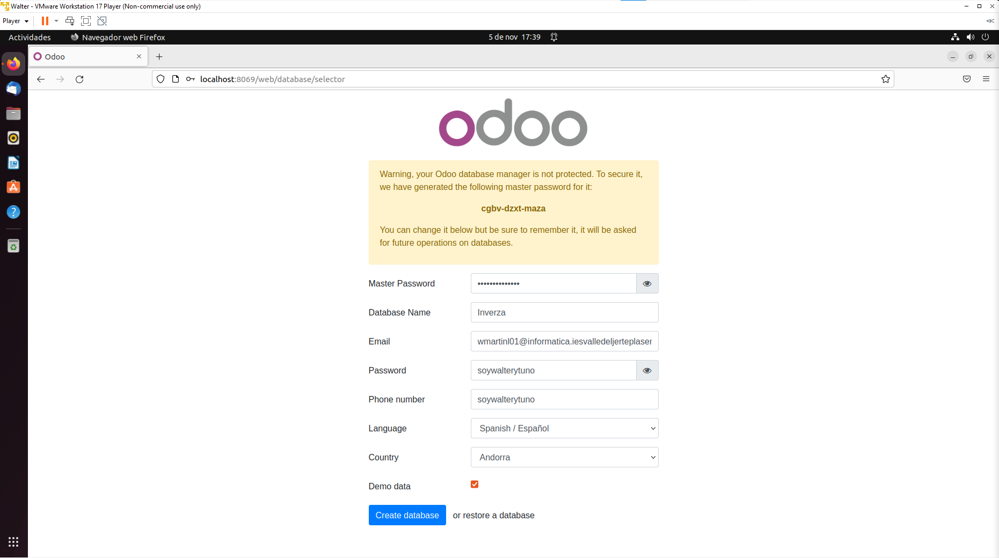 Walter - VMware Workstation 17 Player (Non-commercial use only)
Player
Actividades
Navegador web Firefox
5 de nov 17:39
Odoo
localhost:8069/web/database/selector
odoo
Warning, your Odoo database manager is not protected. To secure it,
we have generated the following master password for it:
cgbv-dzxt-maza
You can change it below but be sure to remember it, it will be asked
for future operations on databases.
Master Password
••••••••••••••
Database Name
Inverza
Email
wmartinl01@informatica.iesvalledeljerteplaser
Password
soywalterytuno
Phone number
soywalterytuno
Language
Spanish / Español
Country
Andorra
Demo data
Create database
or restore a database